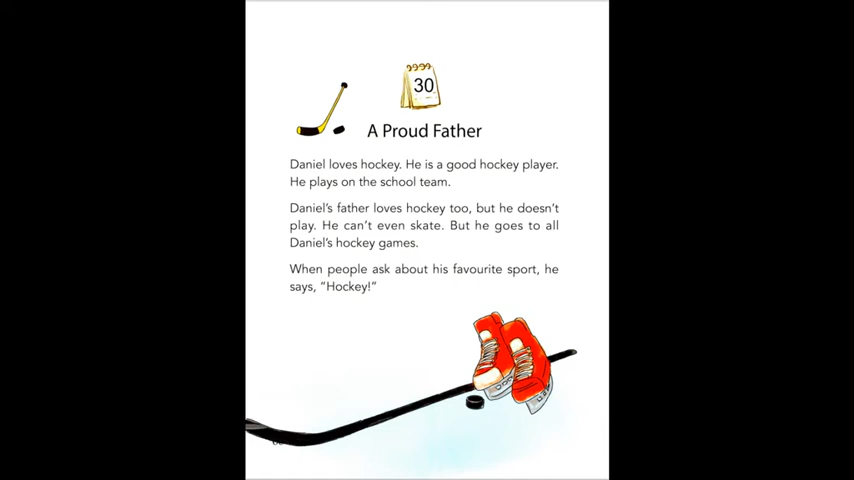 30
A Proud Father
Daniel loves hockey. He is a good hockey player.
He plays on the school team.
Daniel's father loves hockey too, but he doesn't
play. He can't even skate. But he goes to all
Daniel's hockey games.
When people ask about his favourite sport, he
says, "Hockey!"